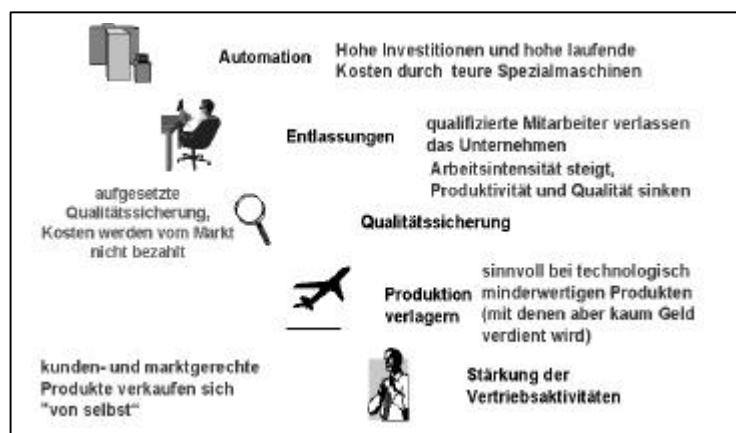 Automation
Hohe Investitionen und hohe laufende
Kosten durch teure Spezialmaschinen
Entlassungen
qualifizierte Mitarbeiter verlassen
das Unternehmen
Arbeitsintensität steigt,
Produktivität und Qualität sinken
aufgesetzte
Qualitätssicherung,
Kosten werden vom Markt
nicht bezahlt
Qualitätssicherung
Produktion
verlagern
sinnvoll bei technologisch
minderwertigen Produkten
(mit denen aber kaum Geld
verdient wird)
kunden- und marktgerechte
Produkte verkaufen sich
"von selbst“
Stärkung der
Vertriebsaktivitäten